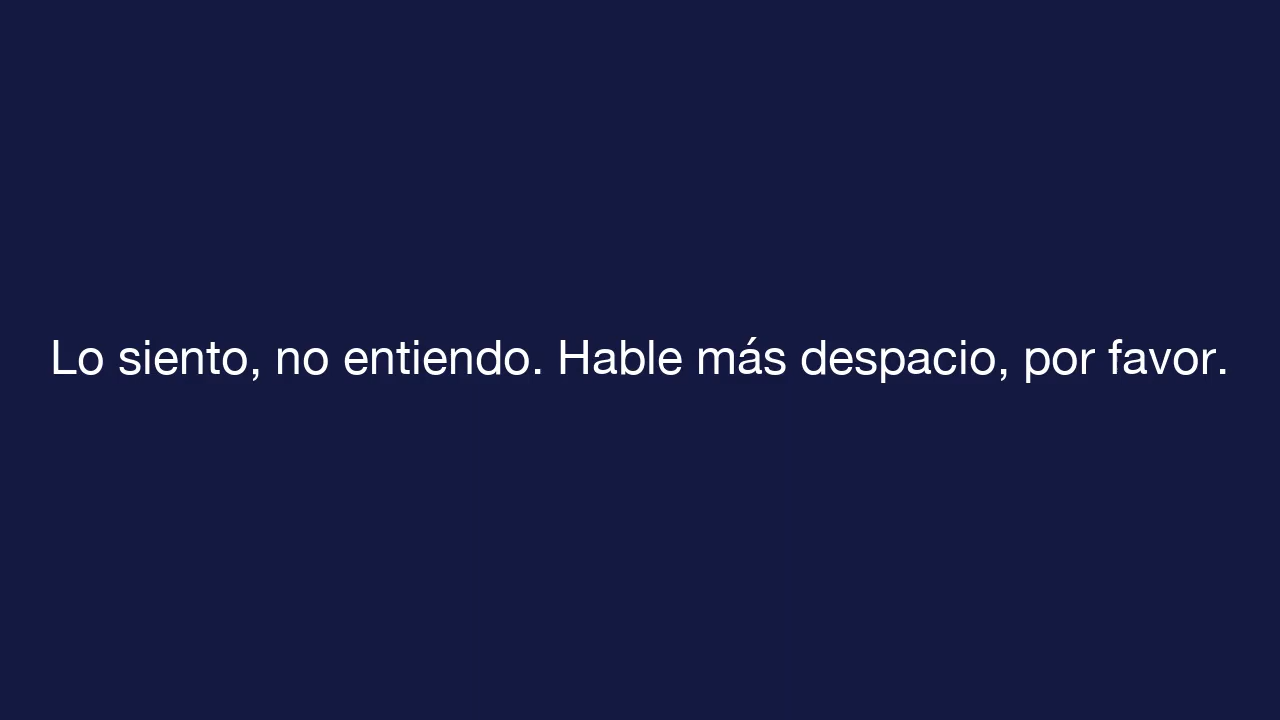 Lo siento, no entiendo. Hable más despacio, por favor.